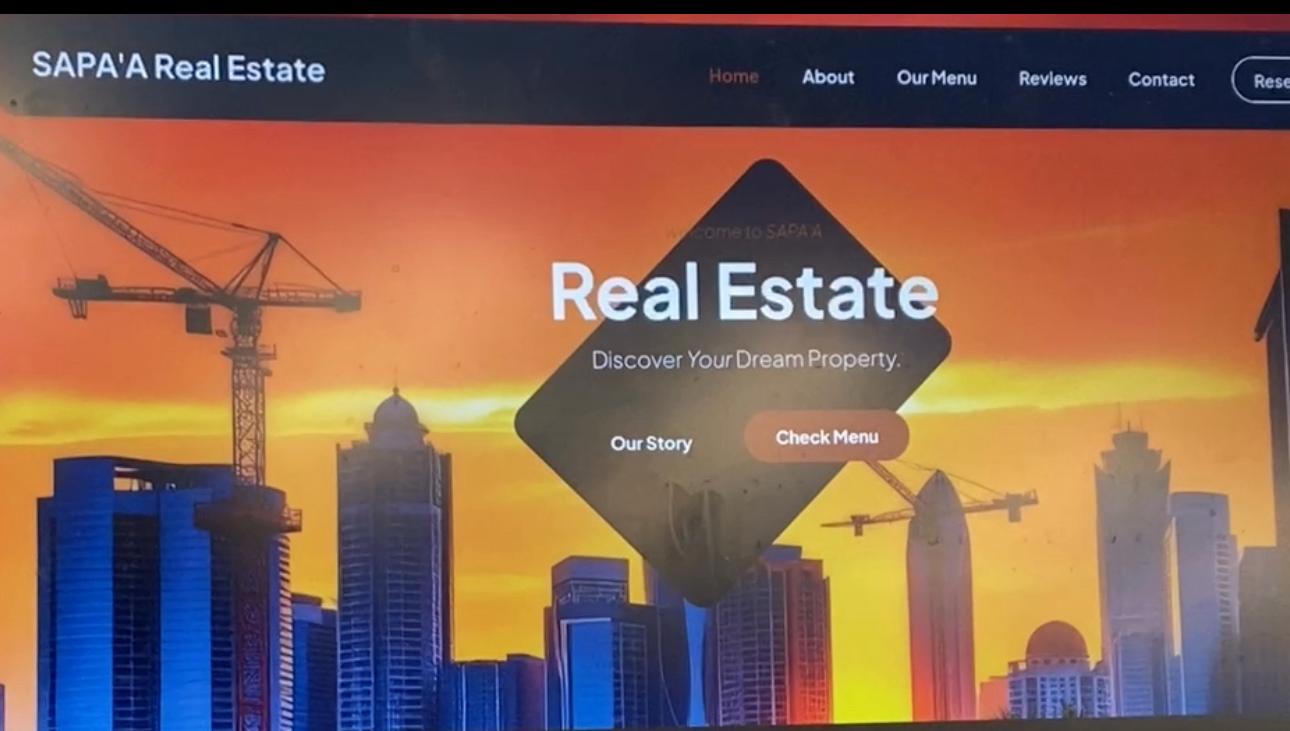 SAPA'A Real Estate
Home About Our Menu Reviews Contact
Welcome to SAPA'A
Real Estate
Discover Your Dream Property.
Our Story Check Menu